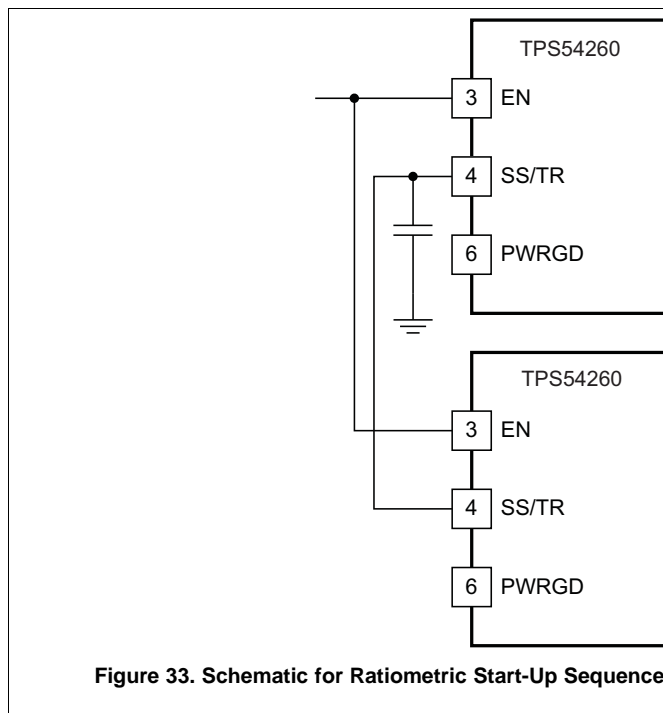 TPS54260
3 EN
4 SS/TR
6 PWRGD
TPS54260
3 EN
4 SS/TR
6 PWRGD
Figure 33. Schematic for Ratiometric Start-Up Sequence